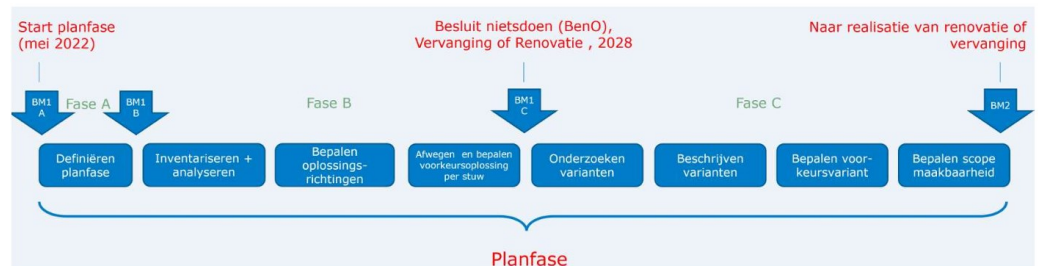 Start planfase
(mei 2022)
Besluit nietsdoen (BenO),
Vervanging of Renovatie , 2028
Naar realisatie van renovatie of
vervanging
BM1
A
Fase A
BM1
B
Fase B
BM1
C
Fase C
BM2
Definiëren
planfase
Inventariseren +
analyseren
Bepalen
oplossings-
richtingen
Afwegen en bepalen
voorkeursoplossing
per stuw
Onderzoeken
varianten
Beschrijven
varianten
Bepalen voor-
keursvariant
Bepalen scope
maakbaarheid
Planfase